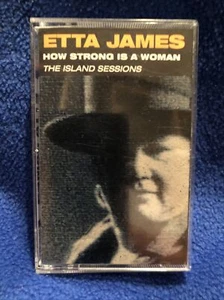 ETTA JAMES
HOW STRONG IS A WOMAN
THE ISLAND SESSIONS